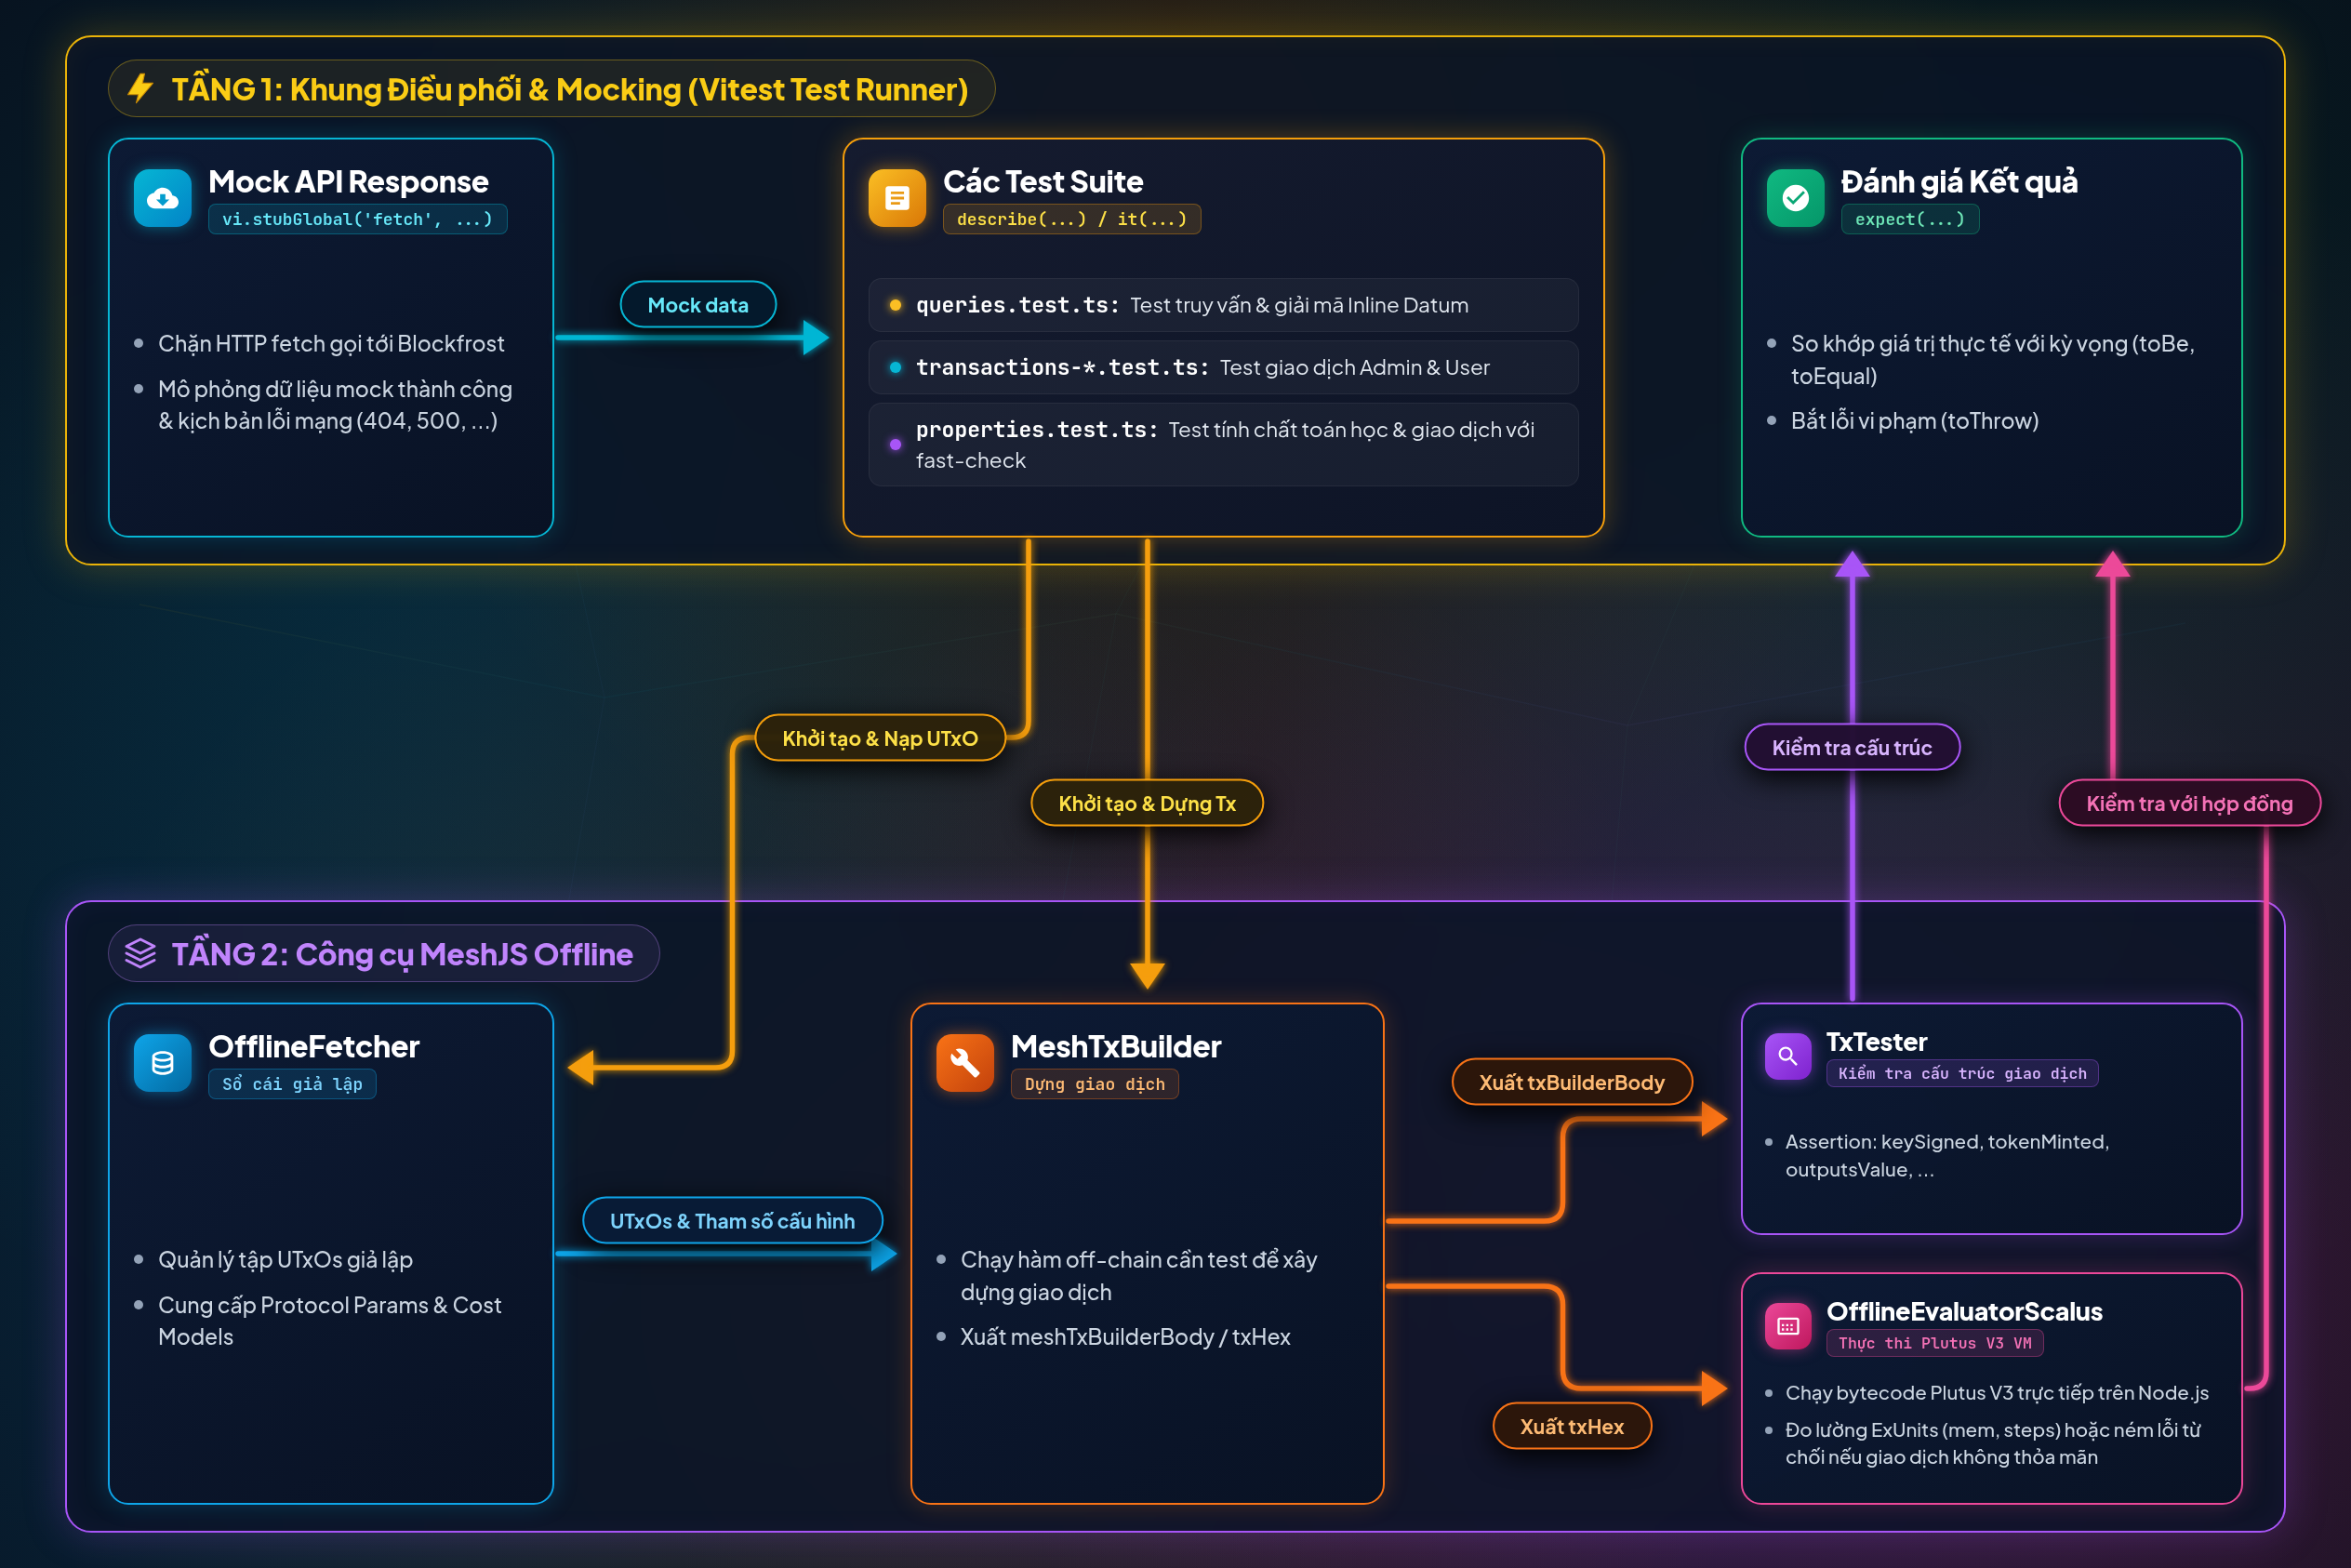 TẦNG 1: Khung Điều phối & Mocking (Vitest Test Runner)
Mock API Response
vi.stubGlobal('fetch', ...)
Chặn HTTP fetch gọi tới Blockfrost
Mô phỏng dữ liệu mock thành công
& kịch bản lỗi mạng (404, 500, ...)
Mock data
Các Test Suite
describe(...) / it(...)
queries.test.ts: Test truy vấn & giải mã Inline Datum
transactions-*.test.ts: Test giao dịch Admin & User
properties.test.ts: Test tính chất toán học & giao dịch với
fast-check
Đánh giá Kết quả
expect(...)
So khớp giá trị thực tế với kỳ vọng (toBe,
toEqual)
Bắt lỗi vi phạm (toThrow)
Khởi tạo & Nạp UTxO
Khởi tạo & Dựng Tx
Kiểm tra cấu trúc
Kiểm tra với hợp đồng
TẦNG 2: Công cụ MeshJS Offline
OfflineFetcher
Sổ cái giả lập
Quản lý tập UTxOs giả lập
Cung cấp Protocol Params & Cost
Models
UTxOs & Tham số cấu hình
MeshTxBuilder
Dựng giao dịch
Chạy hàm off-chain cần test để xây
dựng giao dịch
Xuất meshTxBuilderBody / txHex
Xuất txBuilderBody
Xuất txHex
TxTester
Kiểm tra cấu trúc giao dịch
Assertion: keySigned, tokenMinted,
outputsValue, ...
OfflineEvaluatorScalus
Thực thi Plutus V3 VM
Chạy bytecode Plutus V3 trực tiếp trên Node.js
Đo lường ExUnits (mem, steps) hoặc ném lỗi từ
chối nếu giao dịch không thỏa mãn